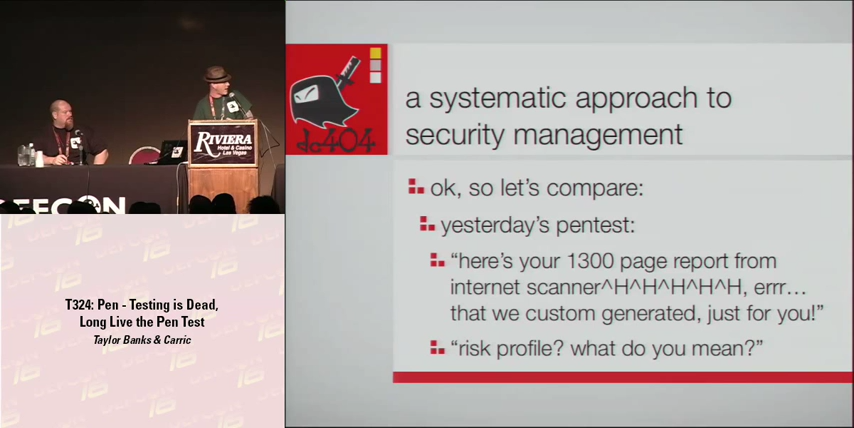 RIVIERA
Hotel & Casino
Las Vegas
DEFCON
T324: Pen - Testing is Dead,
Long Live the Pen Test
Taylor Banks & Carric
dc404
a systematic approach to
security management
ok, so let's compare:
yesterday's pentest:
"here's your 1300 page report from
internet scanner^H^H^H^H^H, errr...
that we custom generated, just for you!"
"risk profile? what do you mean?"